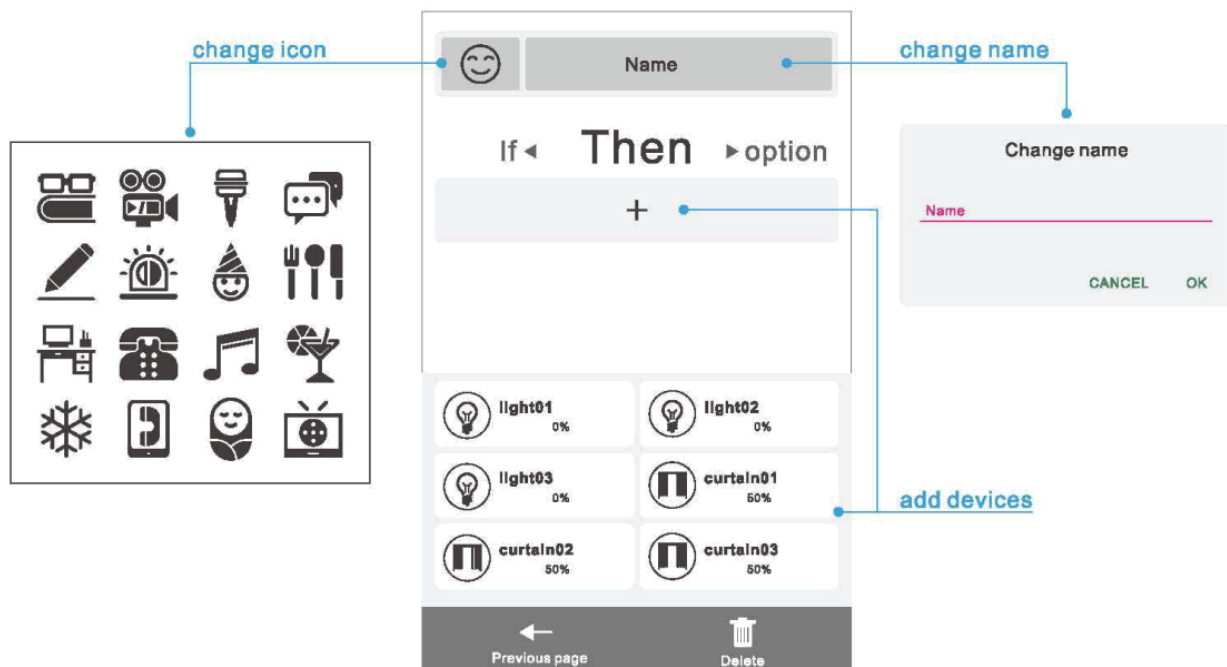 change icon
Name
change name
If ◂ Then ▸ option
+
Change name
Name
CANCEL OK
light01
0%
light02
0%
light03
0%
curtain01
50%
add devices
curtain02
50%
curtain03
50%
Previous page
Delete